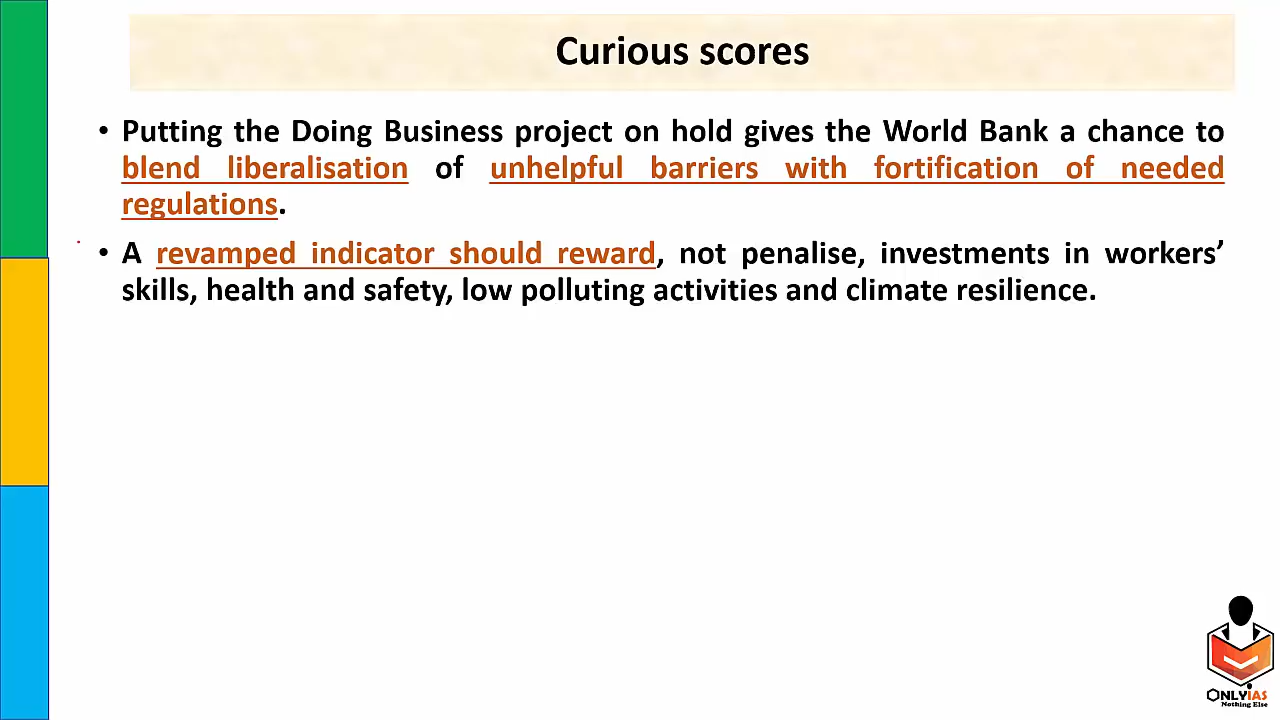 Curious scores
• Putting the Doing Business project on hold gives the World Bank a chance to
blend liberalisation of unhelpful barriers with fortification of needed
regulations.
• A revamped indicator should reward, not penalise, investments in workers’
skills, health and safety, low polluting activities and climate resilience.
ONLYIAS
Nothing Else